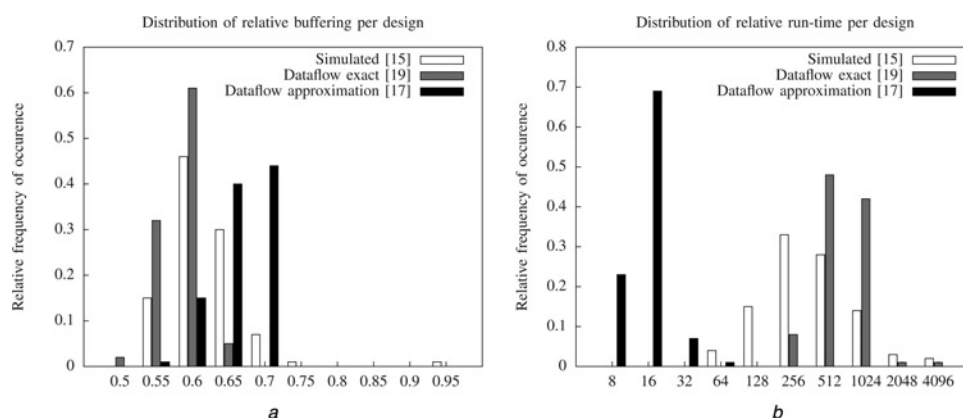 Distribution of relative buffering per design
0.7
0.6
0.5
0.4
0.3
0.2
0.1
0
Relative frequency of occurence
Simulated [15]
Dataflow exact [19]
Dataflow approximation [17]
0.5 0.55 0.6 0.65 0.7 0.75 0.8 0.85 0.9 0.95
a
Distribution of relative run-time per design
0.8
0.7
0.6
0.5
0.4
0.3
0.2
0.1
0
Relative frequency of occurence
Simulated [15]
Dataflow exact [19]
Dataflow approximation [17]
8 16 32 64 128 256 512 1024 2048 4096
b